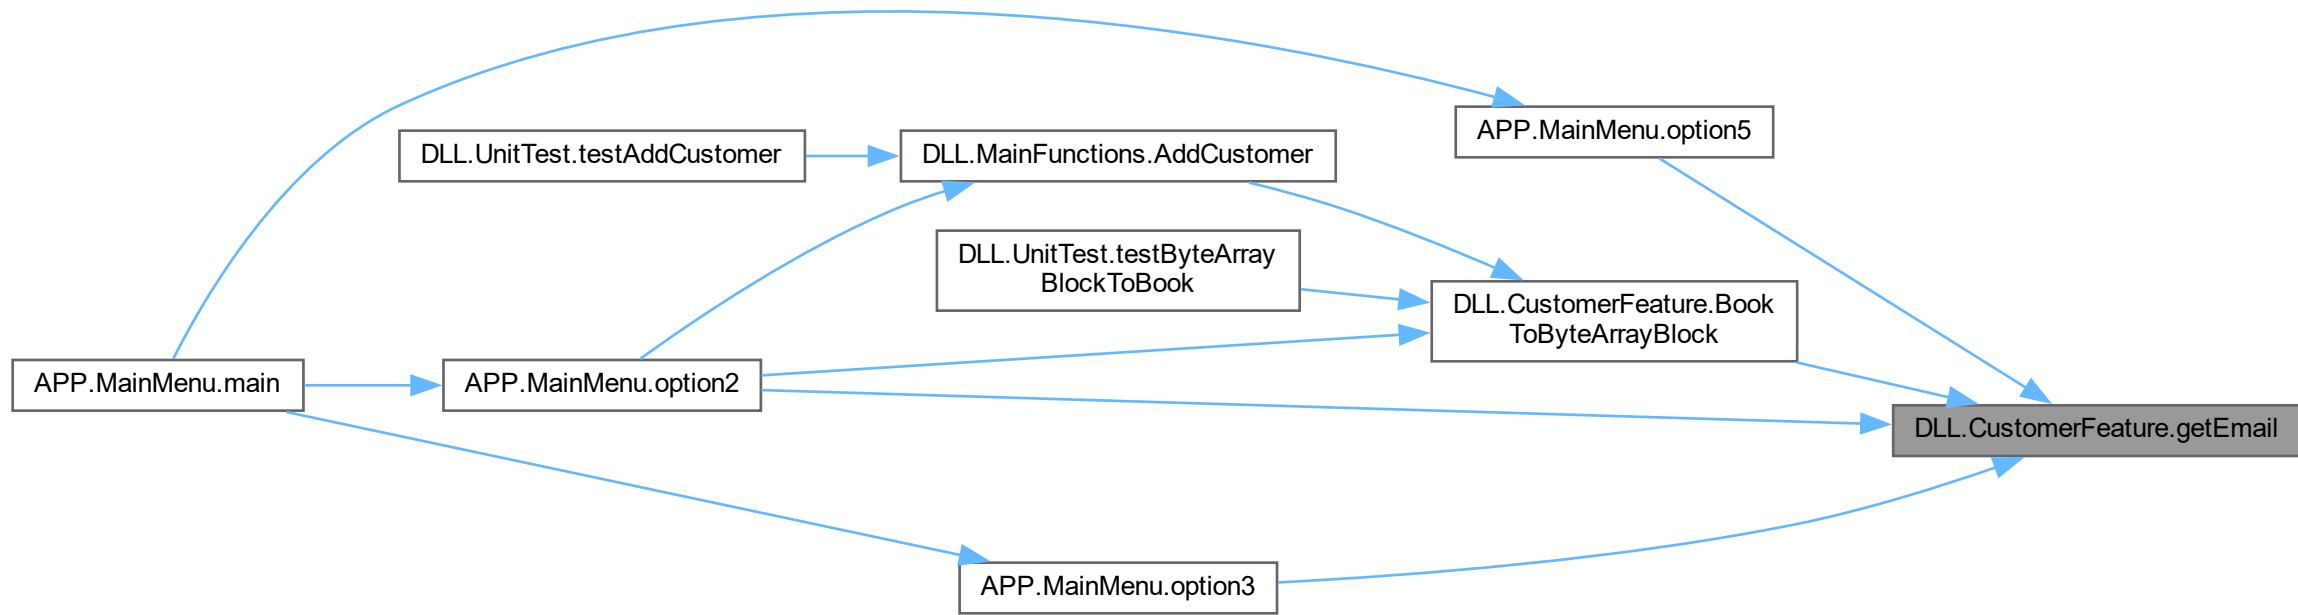 APP.MainMenu.option5
DLL.UnitTest.testAddCustomer
DLL.MainFunctions.AddCustomer
DLL.UnitTest.testByteArray
BlockToBook
DLL.CustomerFeature.Book
ToByteArrayBlock
APP.MainMenu.main
APP.MainMenu.option2
DLL.CustomerFeature.getEmail
APP.MainMenu.option3